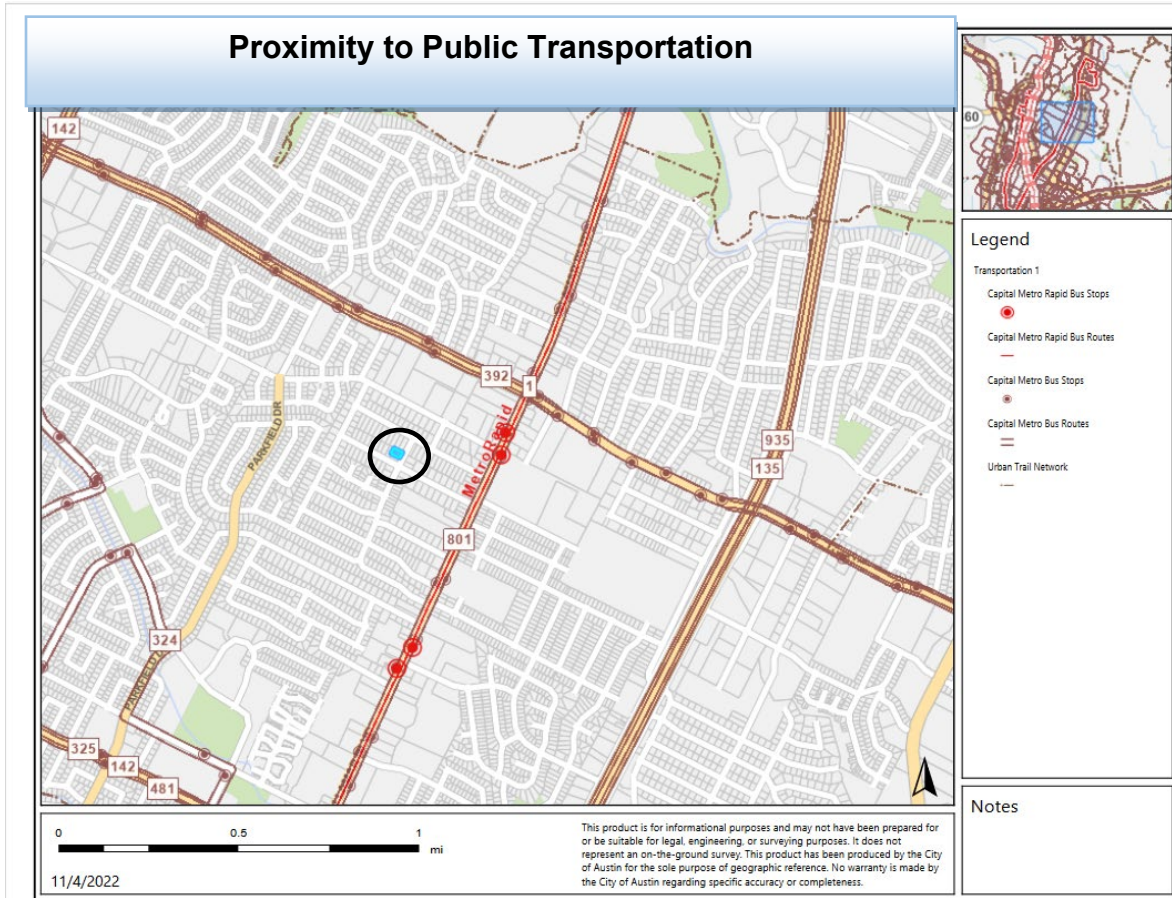 Proximity to Public Transportation
142
60
392
1
MetroRapid
PARKFIELD DR
935
135
801
324
325
142
481
Legend
Transportation 1
Capital Metro Rapid Bus Stops
Capital Metro Rapid Bus Routes
Capital Metro Bus Stops
Capital Metro Bus Routes
Urban Trail Network
Notes
0 0.5 1
mi
11/4/2022
This product is for informational purposes and may not have been prepared for
or be suitable for legal, engineering, or surveying purposes. It does not
represent an on-the-ground survey. This product has been produced by the City
of Austin for the sole purpose of geographic reference. No warranty is made by
the City of Austin regarding specific accuracy or completeness.